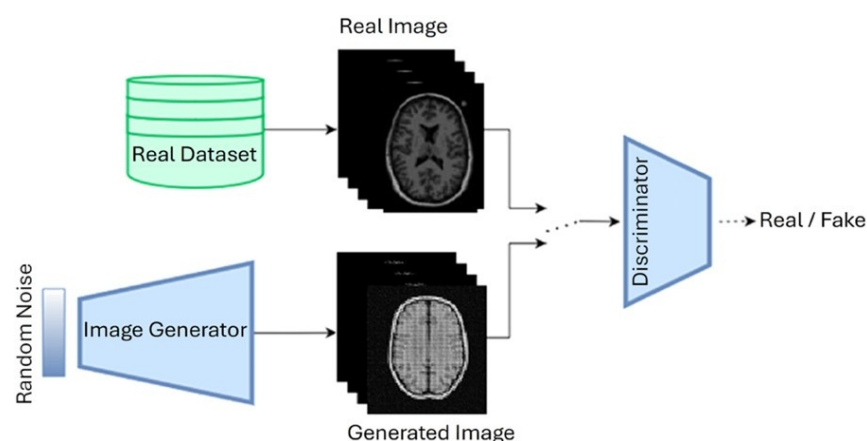 Real Image
Real Dataset
Discriminator
Real / Fake
Random Noise
Image Generator
Generated Image